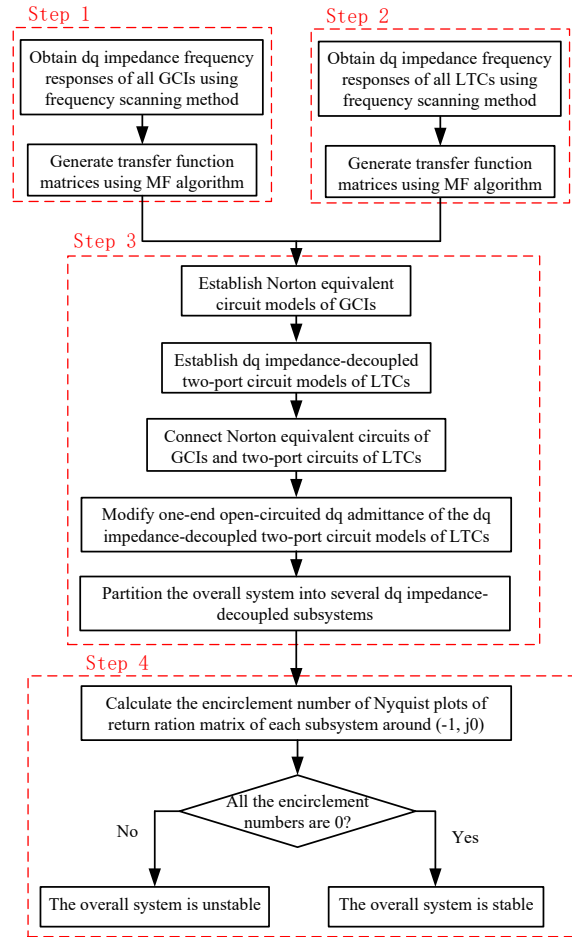 Step 1
Obtain dq impedance frequency
responses of all GCIs using
frequency scanning method
Generate transfer function
matrices using MF algorithm
Step 2
Obtain dq impedance frequency
responses of all LTCs using
frequency scanning method
Generate transfer function
matrices using MF algorithm
Step 3
Establish Norton equivalent
circuit models of GCIs
Establish dq impedance-decoupled
two-port circuit models of LTCs
Connect Norton equivalent circuits of
GCIs and two-port circuits of LTCs
Modify one-end open-circuited dq admittance of the dq
impedance-decoupled two-port circuit models of LTCs
Partition the overall system into several dq impedance-
decoupled subsystems
Step 4
Calculate the encirclement number of Nyquist plots of
return ration matrix of each subsystem around (-1, j0)
All the encirclement
numbers are 0?
No
Yes
The overall system is unstable
The overall system is stable